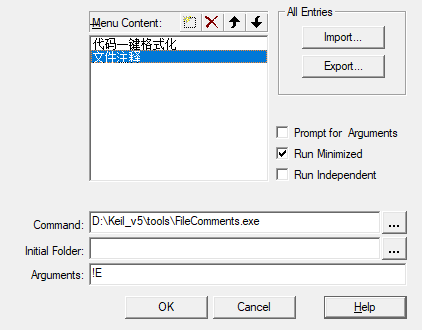 Menu Content:
All Entries
代码一键格式化
文件注释
Import...
Export...
Prompt for Arguments
Run Minimized
Run Independent
Command:
D:\Keil_v5\tools\FileComments.exe
...
Initial Folder:
...
Arguments:
!E
OK
Cancel
Help